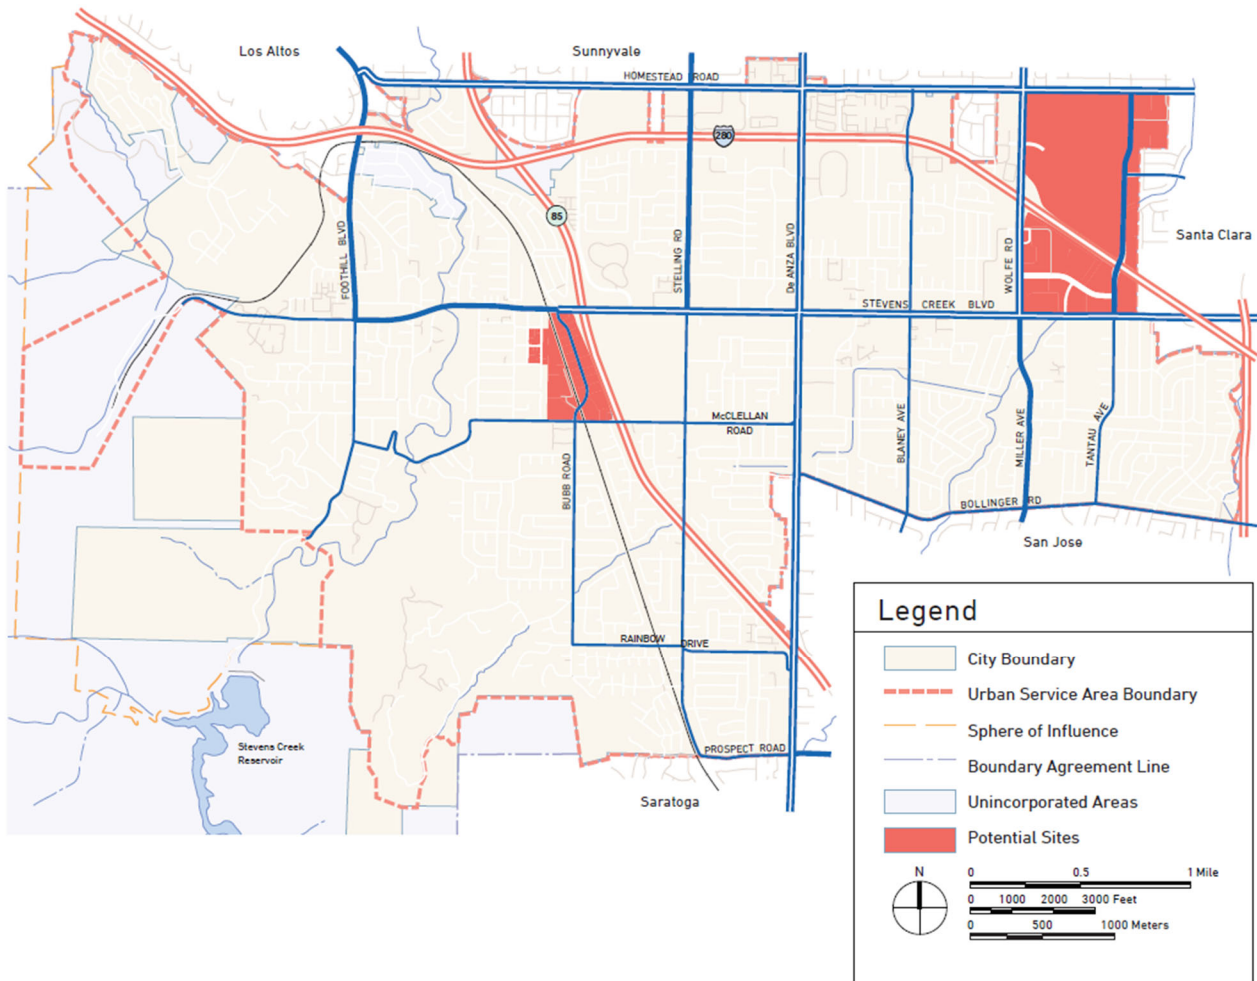 Los Altos
Sunnyvale
HOMESTEAD ROAD
280
85
Santa Clara
FOOTHILL BLVD
STELLING RD
De ANZA BLVD
WOLFE RD
STEVENS CREEK BLVD
McCLELLAN
ROAD
BUBB ROAD
BLANEY AVE
MILLER AVE
TANTAU AVE
BOLLINGER RD
San Jose
RAINBOW DRIVE
Stevens Creek
Reservoir
PROSPECT ROAD
Saratoga
Legend
City Boundary
Urban Service Area Boundary
Sphere of Influence
Boundary Agreement Line
Unincorporated Areas
Potential Sites
N
0 0.5 1 Mile
0 1000 2000 3000 Feet
0 500 1000 Meters